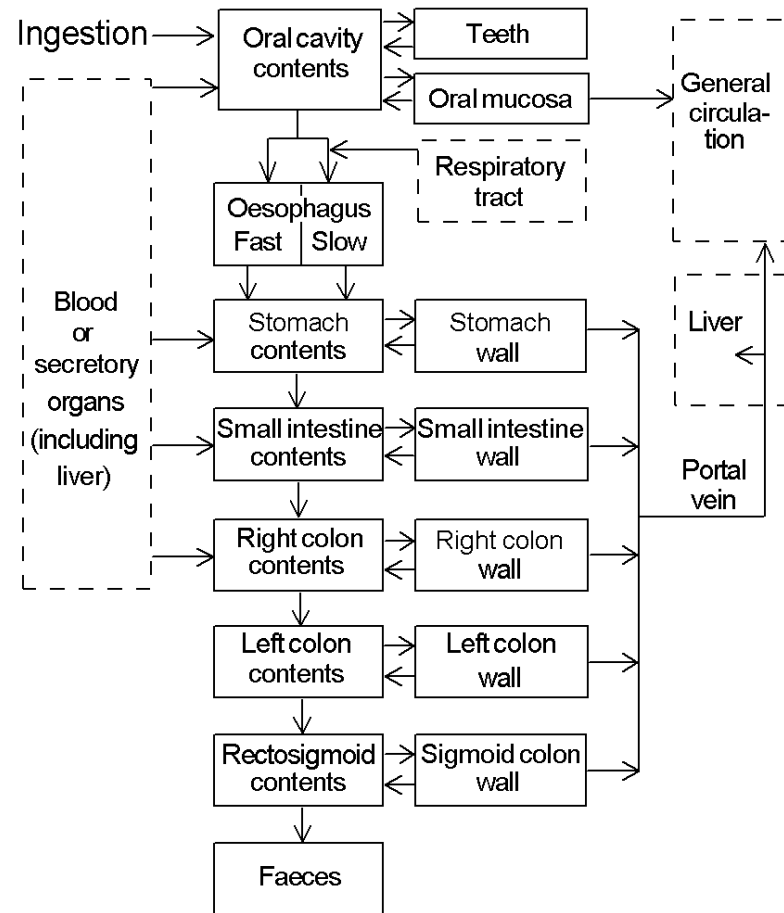 Ingestion
Oral cavity
contents
Teeth
Oral mucosa
General
circula-
tion
Respiratory
tract
Oesophagus
Fast Slow
Blood
or
secretory
organs
(including
liver)
Stomach
contents
Stomach
wall
Liver
Small intestine
contents
Small intestine
wall
Portal
vein
Right colon
contents
Right colon
wall
Left colon
contents
Left colon
wall
Rectosigmoid
contents
Sigmoid colon
wall
Faeces